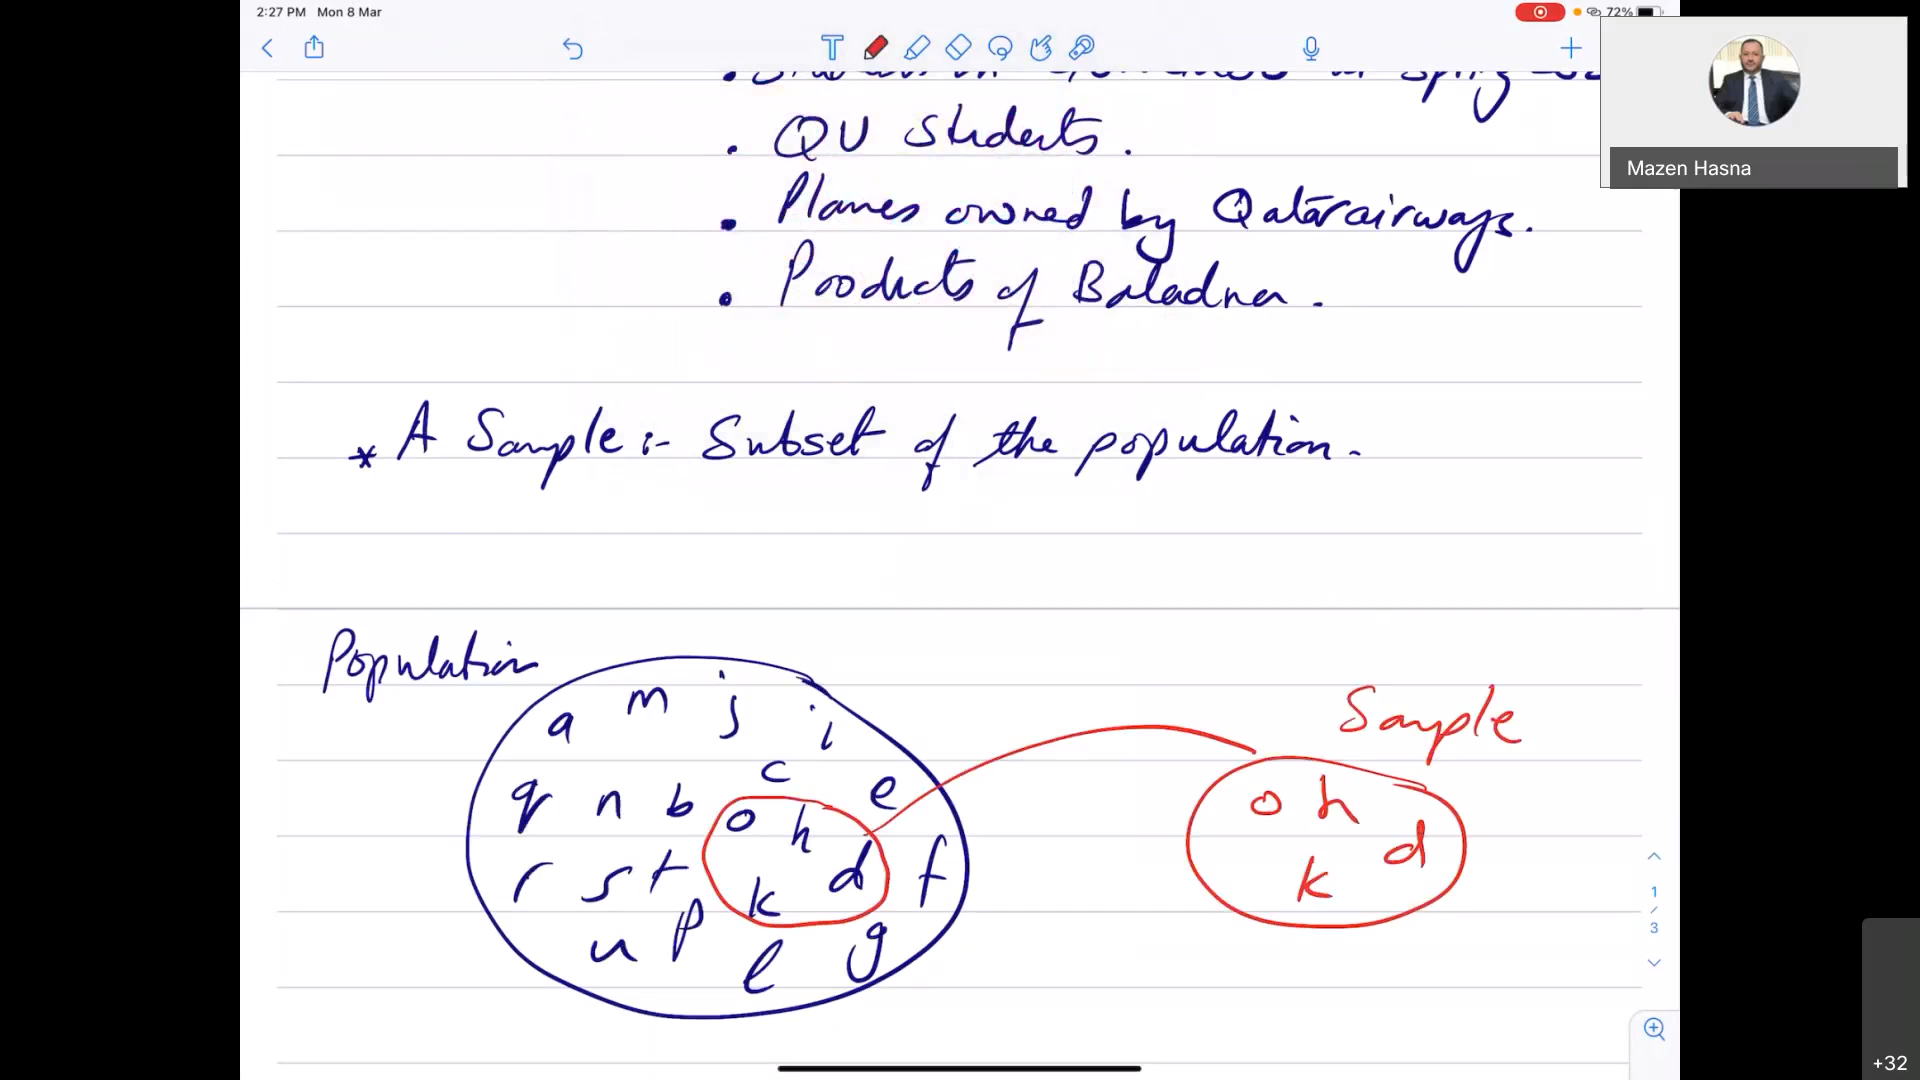 2:27 PM Mon 8 Mar
72%
Mazen Hasna
• QU Students.
• Planes owned by Qatarairways.
• Products of Baladna.
* A Sample:- Subset of the population.
Population
Sample
a m j i
c
q n b o h e
r s t k d f
u p l g
o h
k d
1
/
3
+32